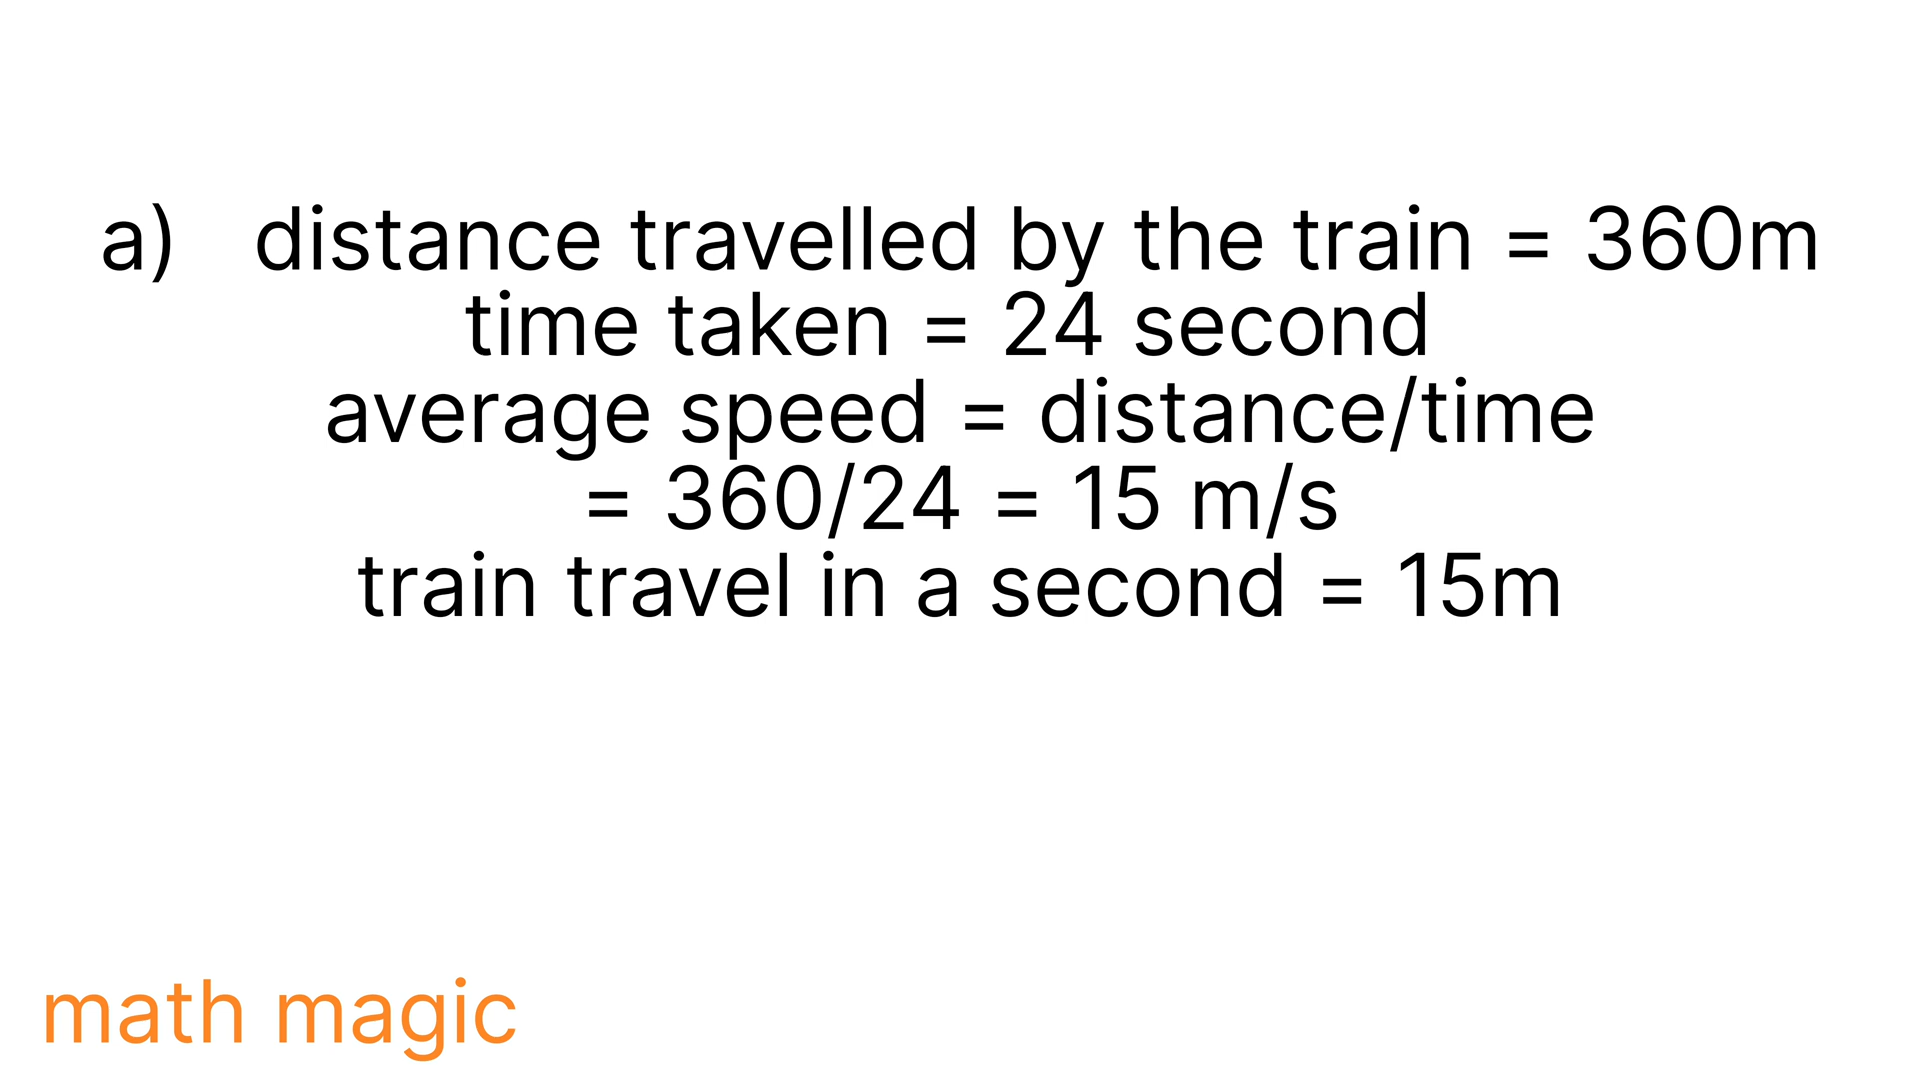 a)   distance travelled by the train = 360m
time taken = 24 second
average speed = distance/time
= 360/24 = 15 m/s
train travel in a second = 15m
math magic